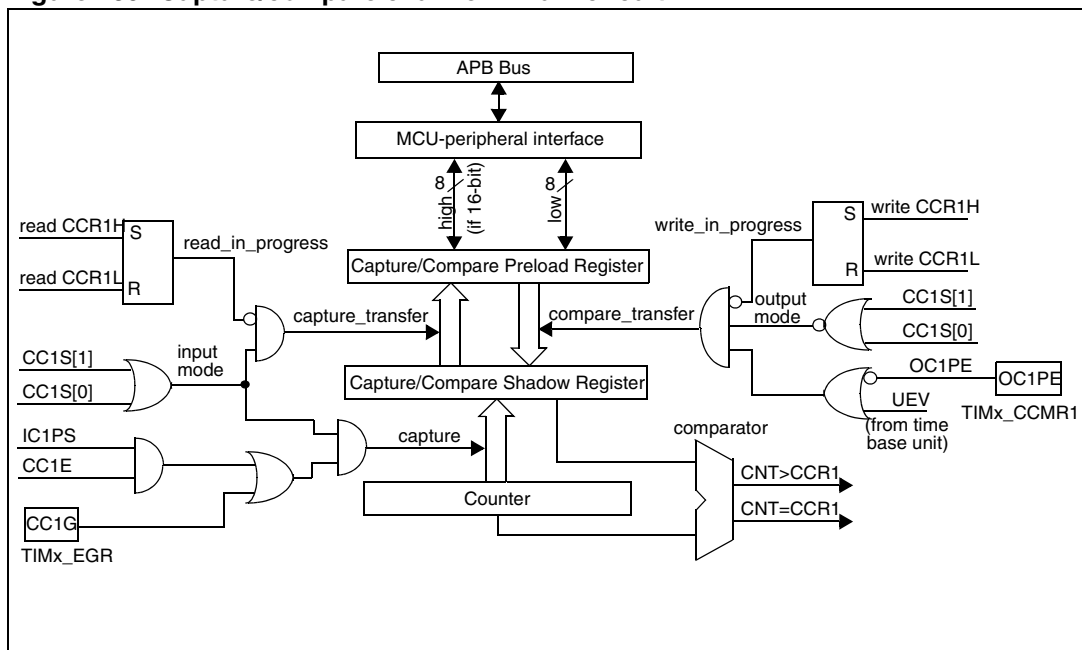 APB Bus
MCU-peripheral interface
8
high
(if 16-bit)
8
low
read CCR1H
S
read_in_progress
read CCR1L
R
write_in_progress
S
write CCR1H
R
write CCR1L
Capture/Compare Preload Register
capture_transfer
compare_transfer
output
mode
CC1S[1]
CC1S[0]
CC1S[1]
CC1S[0]
input
mode
Capture/Compare Shadow Register
OC1PE
OC1PE
UEV
(from time
base unit)
TIMx_CCMR1
IC1PS
CC1E
capture
comparator
Counter
CNT>CCR1
CNT=CCR1
CC1G
TIMx_EGR